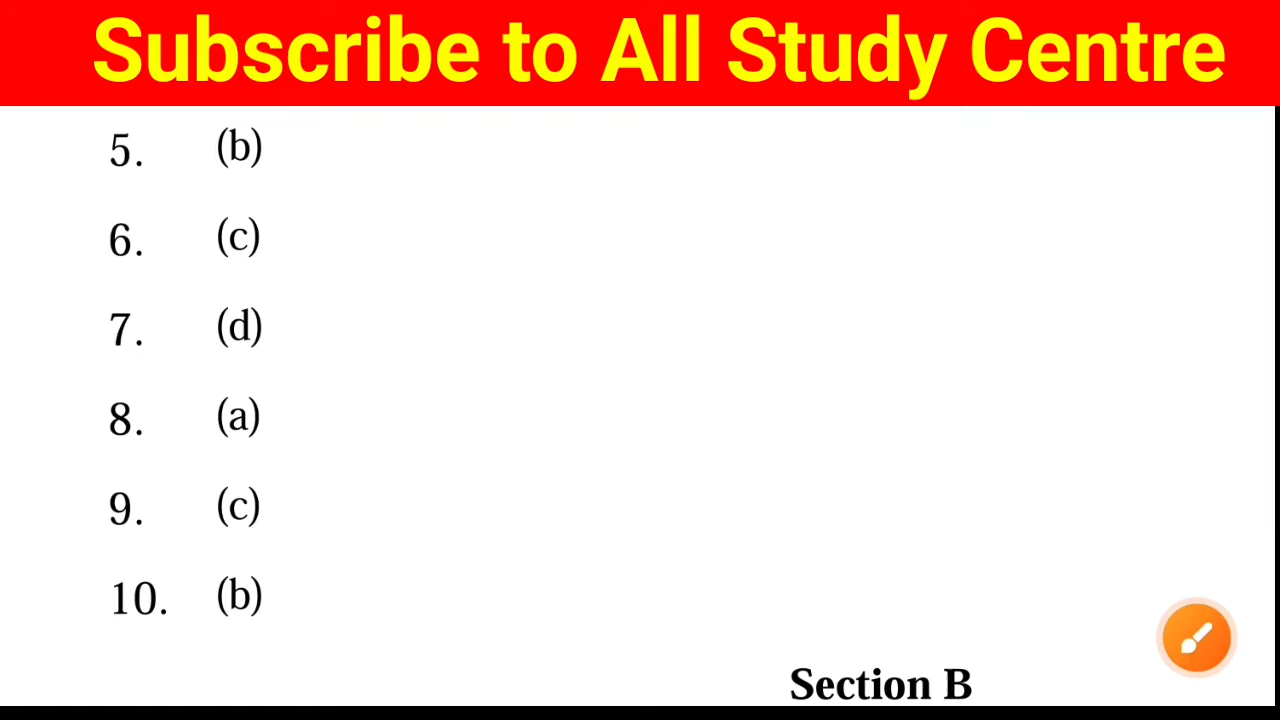 Subscribe to All Study Centre
5. (b)
6. (c)
7. (d)
8. (a)
9. (c)
10. (b)
Section B